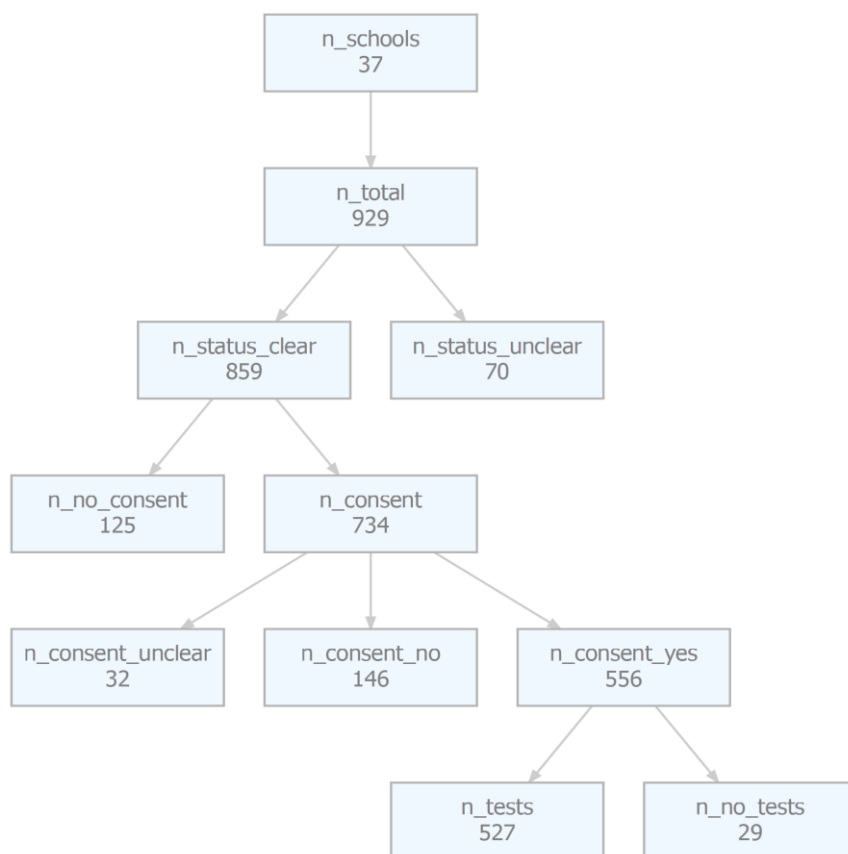 n_schools
37
n_total
929
n_status_clear
859
n_status_unclear
70
n_no_consent
125
n_consent
734
n_consent_unclear
32
n_consent_no
146
n_consent_yes
556
n_tests
527
n_no_tests
29